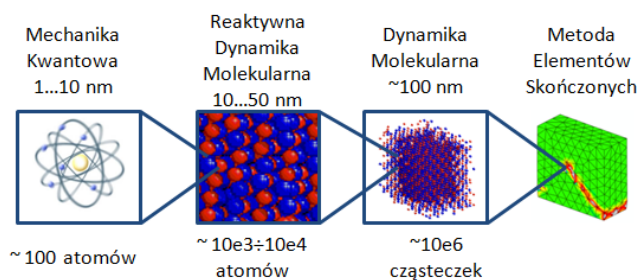 Mechanika
Kwantowa
1...10 nm
Reaktywna
Dynamika
Molekularna
10...50 nm
Dynamika
Molekularna
~100 nm
Metoda
Elementów
Skończonych
~ 100 atomów
~ 10e3÷10e4
atomów
~10e6
cząsteczek